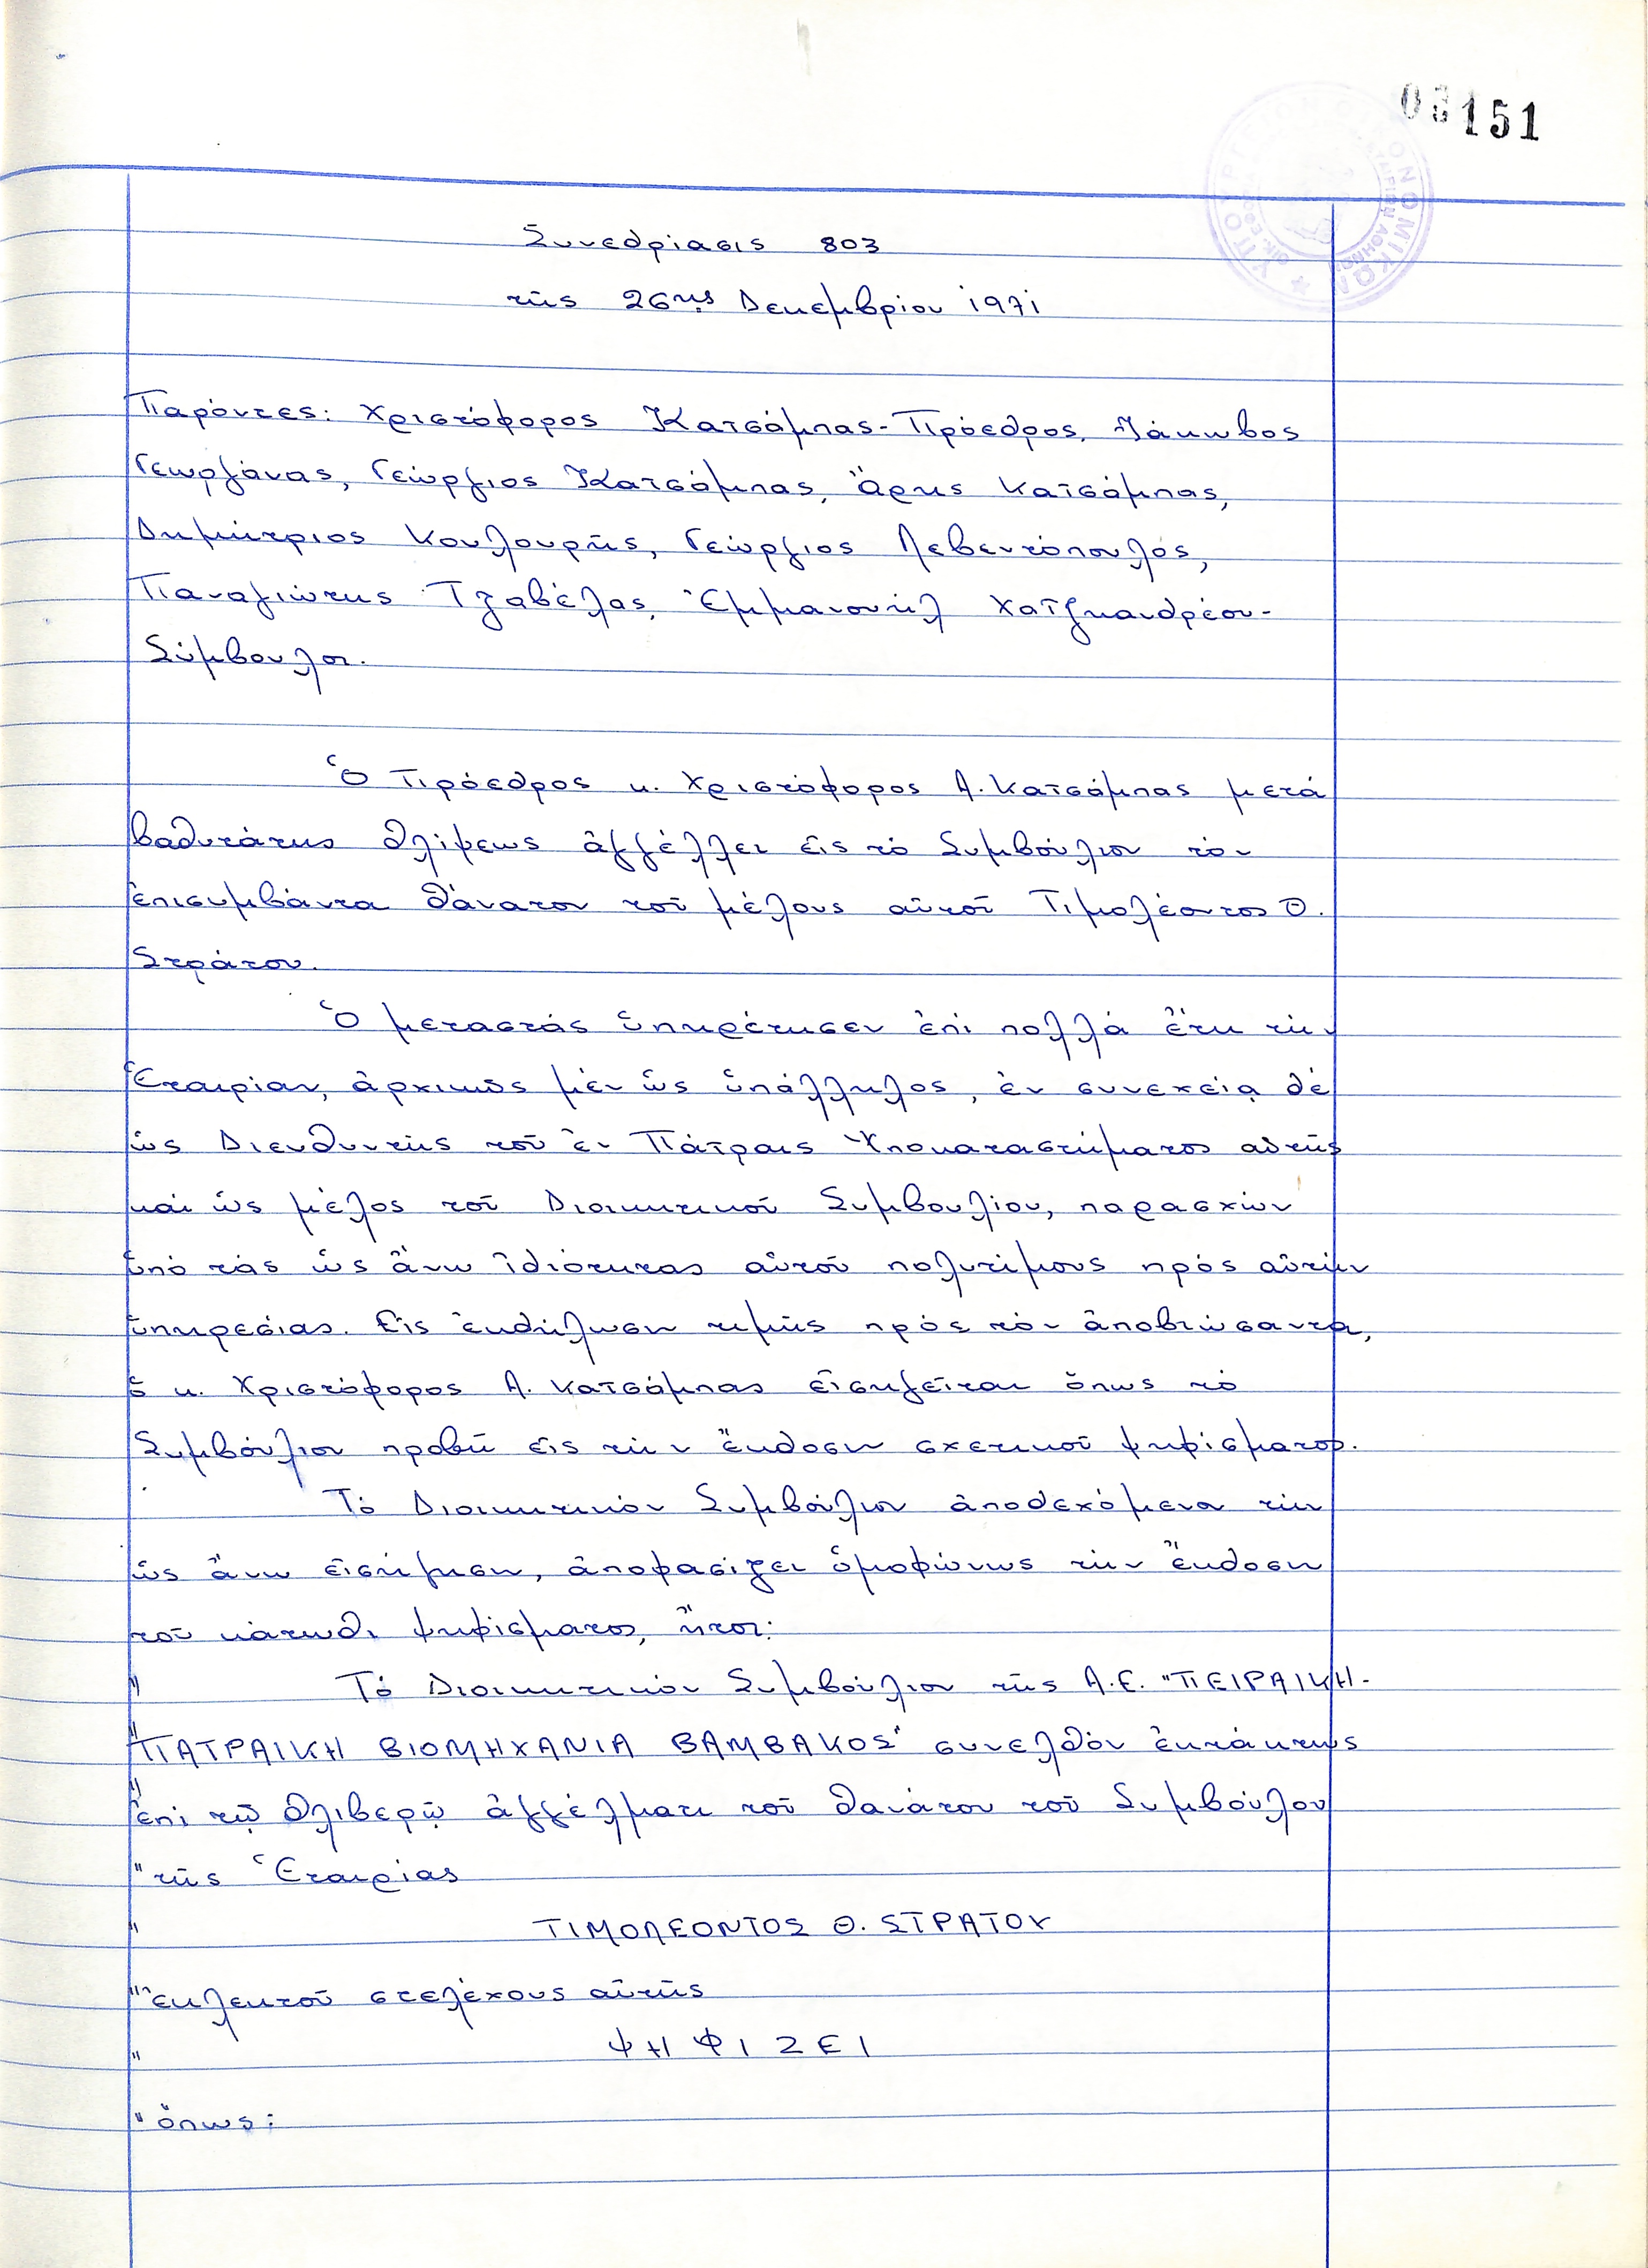 03151
ΥΠΟΥΡΓΕΙΟΝ ΟΙΚΟΝΟΜΙΚΩΝ
Συνεδρίασις 803
τῆς 26ης Δεκεμβρίου 1971
Παρόντες: Χριστόφορος Κατσάμπας-Πρόεδρος, Ἰάκωβος
Γεωργάνας, Γεώργιος Κατσάμπας, Ἄρης Κατσάμπας,
Δημήτριος Κουλουρῆς, Γεώργιος Λεβεντόπουλος,
Παναγιώτης Τζαβέλας, Ἐμμανουήλ Χατζηανδρέου-
Σύμβουλοι.
Ὁ Πρόεδρος κ. Χριστόφορος Α. Κατσάμπας μετά
βαθυτάτης θλίψεως ἀγγέλλει εἰς τό Συμβούλιον τόν
ἐπισυμβάντα θάνατον τοῦ μέλους αὐτοῦ Τιμολέοντος Θ.
Στράτου.
Ὁ μεταστάς ὑπηρέτησεν ἐπί πολλά ἔτη τήν
Ἑταιρίαν, ἀρχικῶς μέν ὡς ὑπάλληλος, ἐν συνεχείᾳ δέ
ὡς Διευθυντής τοῦ ἐν Πάτραις Ὑποκαταστήματος αὐτῆς
καί ὡς μέλος τοῦ Διοικητικοῦ Συμβουλίου, παρασχών
ὑπό τάς ὡς ἄνω ἰδιότητας αὐτοῦ πολυτίμους πρός αὐτήν
ὑπηρεσίας. Εἰς ἐκδήλωσιν τιμῆς πρός τόν ἀποβιώσαντα,
ὁ κ. Χριστόφορος Α. Κατσάμπας εἰσηγεῖται ὅπως τό
Συμβούλιον προβῇ εἰς τήν ἔκδοσιν σχετικοῦ ψηφίσματος.
Τό Διοικητικόν Συμβούλιον ἀποδεχόμενον τήν
ὡς ἄνω εἰσήγησιν, ἀποφασίζει ὁμοφώνως τήν ἔκδοσιν
τοῦ κάτωθι ψηφίσματος, ἤτοι:
" Τό Διοικητικόν Συμβούλιον τῆς Α.Ε. "ΠΕΙΡΑΙΚΗ-
"ΠΑΤΡΑΙΚΗ ΒΙΟΜΗΧΑΝΙΑ ΒΑΜΒΑΚΟΣ" συνελθόν ἐκτάκτως
"ἐπί τῷ θλιβερῷ ἀγγέλματι τοῦ θανάτου τοῦ Συμβούλου
"τῆς Ἑταιρίας
" ΤΙΜΟΛΕΟΝΤΟΣ Θ. ΣΤΡΑΤΟΥ
"ἐκλεκτοῦ στελέχους αὐτῆς
" ΨΗΦΙΖΕΙ
"ὅπως: